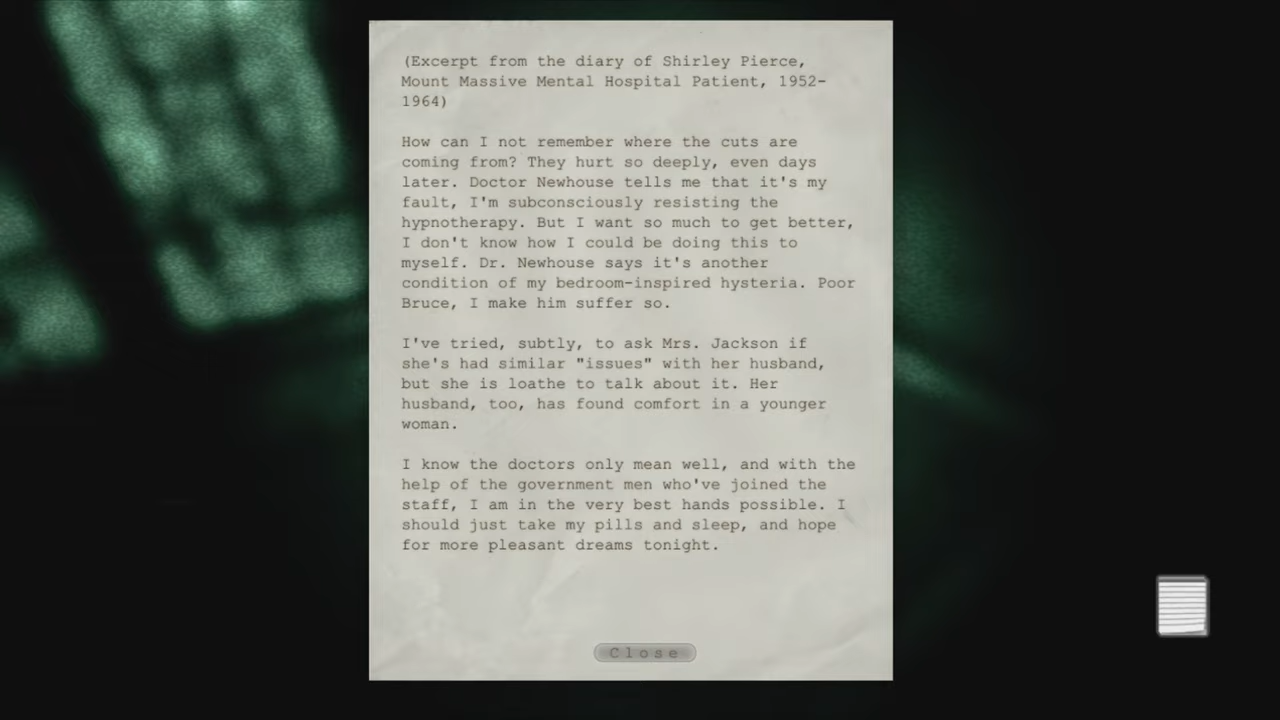 (Excerpt from the diary of Shirley Pierce,
Mount Massive Mental Hospital Patient, 1952-
1964)
How can I not remember where the cuts are
coming from? They hurt so deeply, even days
later. Doctor Newhouse tells me that it's my
fault, I'm subconsciously resisting the
hypnotherapy. But I want so much to get better,
I don't know how I could be doing this to
myself. Dr. Newhouse says it's another
condition of my bedroom-inspired hysteria. Poor
Bruce, I make him suffer so.
I've tried, subtly, to ask Mrs. Jackson if
she's had similar "issues" with her husband,
but she is loathe to talk about it. Her
husband, too, has found comfort in a younger
woman.
I know the doctors only mean well, and with the
help of the government men who've joined the
staff, I am in the very best hands possible. I
should just take my pills and sleep, and hope
for more pleasant dreams tonight.
Close